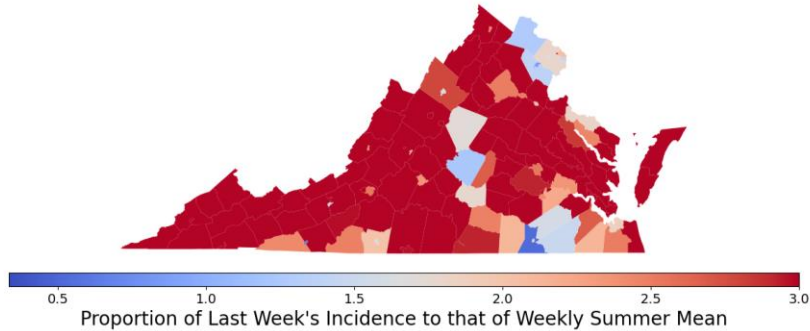 0.5 1.0 1.5 2.0 2.5 3.0
Proportion of Last Week's Incidence to that of Weekly Summer Mean